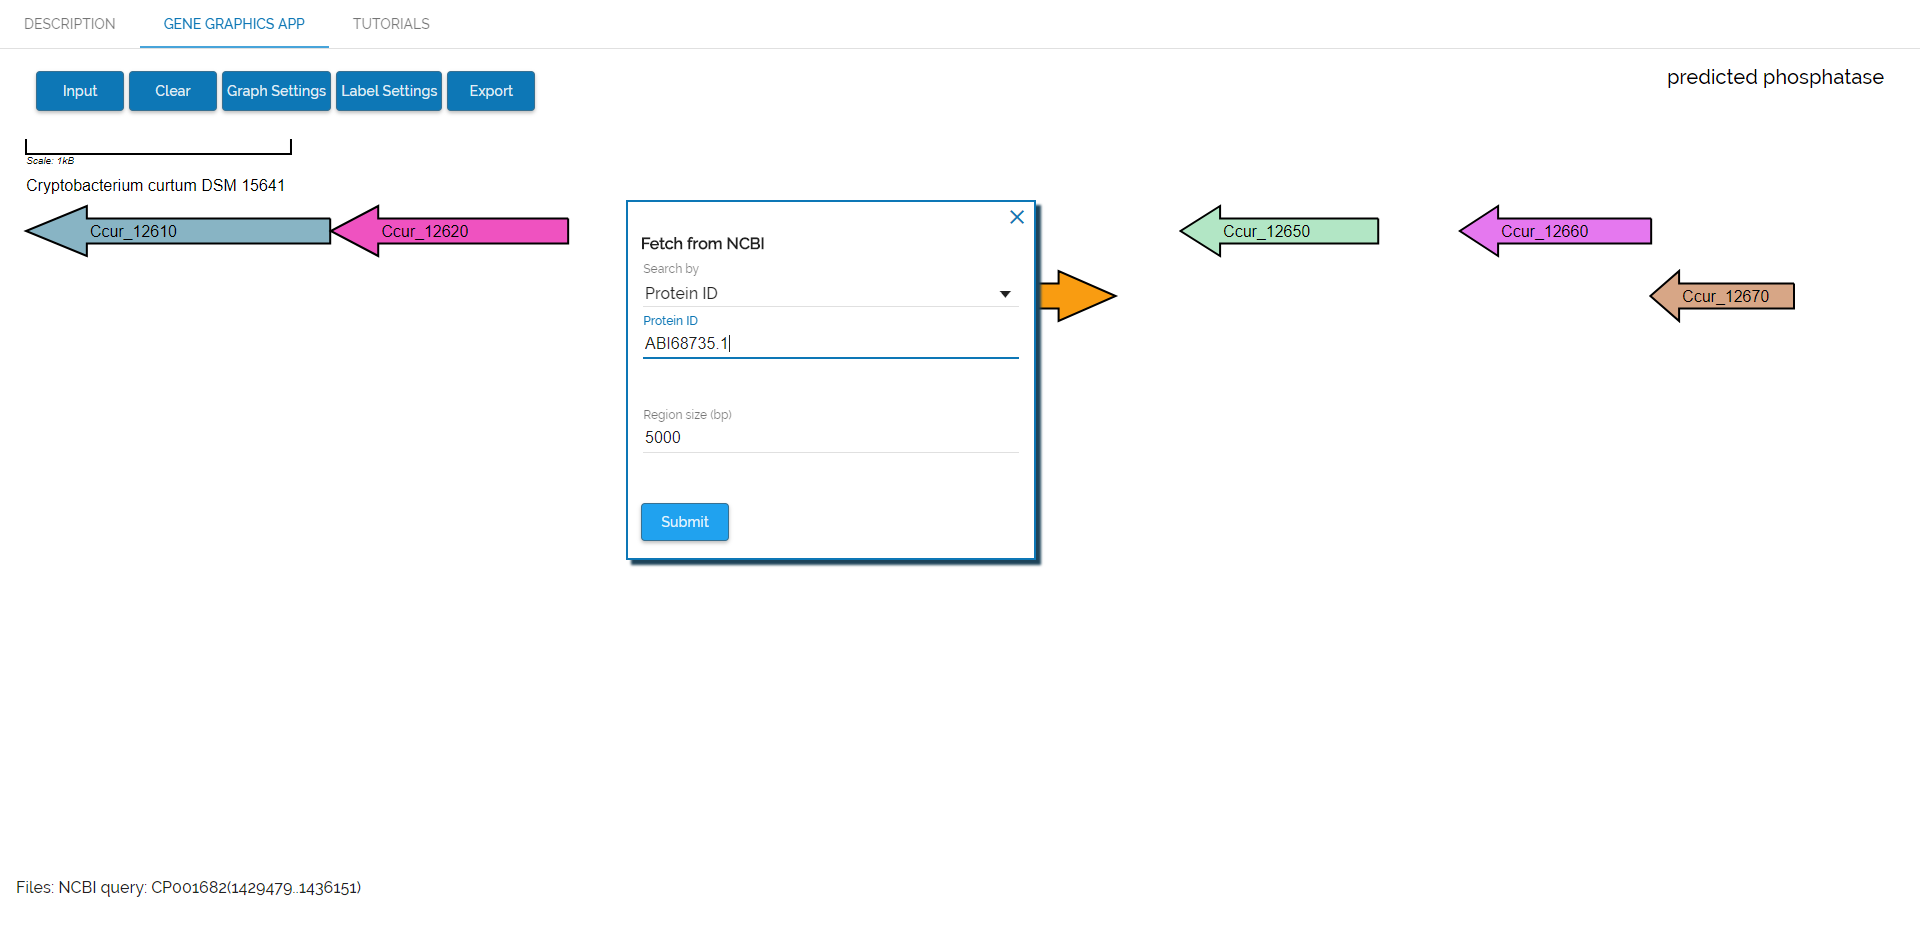 DESCRIPTION GENE GRAPHICS APP TUTORIALS
Input Clear Graph Settings Label Settings Export
predicted phosphatase
Scale: 1kB
Cryptobacterium curtum DSM 15641
Ccur_12610 Ccur_12620 Ccur_12650 Ccur_12660
Ccur_12670
Fetch from NCBI
Search by
Protein ID
Protein ID
ABI68735.1
Region size (bp)
5000
Submit
Files: NCBI query: CP001682(1429479..1436151)